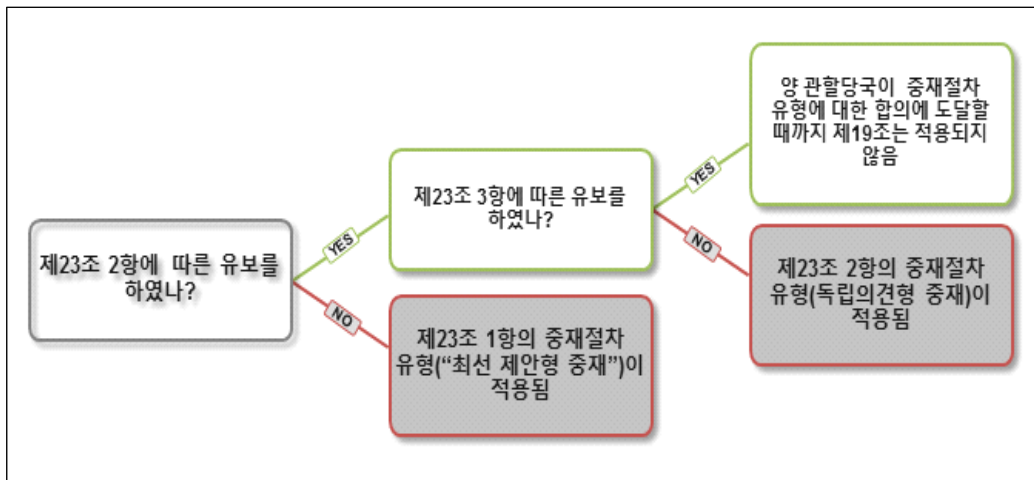 제23조 2항에 따른 유보를
하였나?
YES
NO
제23조 3항에 따른 유보를
하였나?
제23조 1항의 중재절차
유형(“최선 제안형 중재”)이
적용됨
YES
NO
양 관할당국이 중재절차
유형에 대한 합의에 도달할
때까지 제19조는 적용되지
않음
제23조 2항의 중재절차
유형(독립의견형 중재)이
적용됨